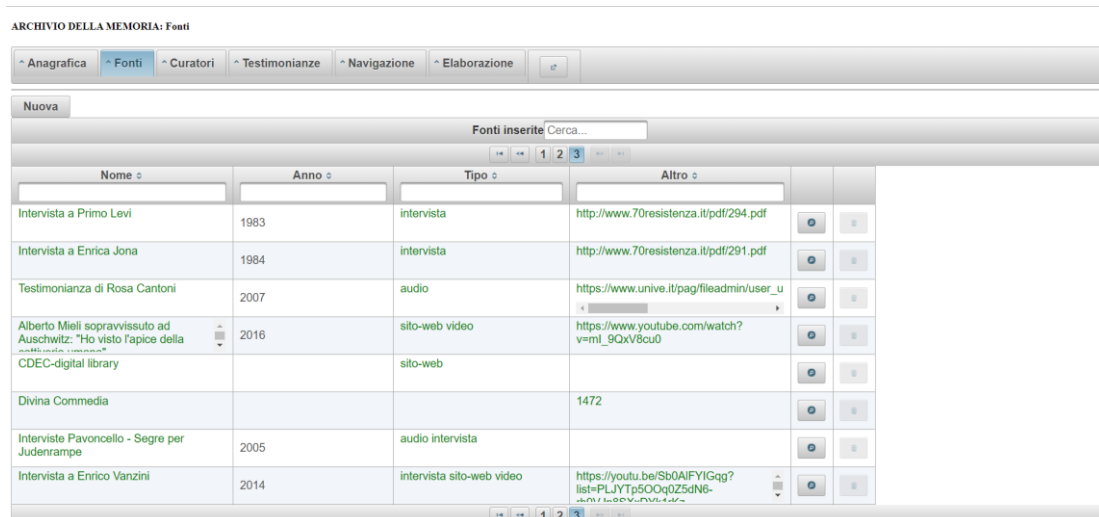 ARCHIVIO DELLA MEMORIA: Fonti
Anagrafica Fonti Curatori Testimonianze Navigazione Elaborazione
Nuova
Fonti inserite Cerca...
1 2 3
Nome Anno Tipo Altro
Intervista a Primo Levi 1983 intervista http://www.70resistenza.it/pdf/294.pdf
Intervista a Enrica Jona 1984 intervista http://www.70resistenza.it/pdf/291.pdf
Testimonianza di Rosa Cantoni 2007 audio https://www.unive.it/pag/fileadmin/user_u
Alberto Mieli sopravvissuto ad
Auschwitz: "Ho visto l'apice della
cattiveria umana"
2016 sito-web video https://www.youtube.com/watch?
v=mI_9QxV8cu0
CDEC-digital library sito-web
Divina Commedia 1472
Interviste Pavoncello - Segre per
Judenrampe
2005 audio intervista
Intervista a Enrico Vanzini 2014 intervista sito-web video https://youtu.be/Sb0AlFYIGqg?
list=PLJYTp5OOq0Z5dN6-
1 2 3